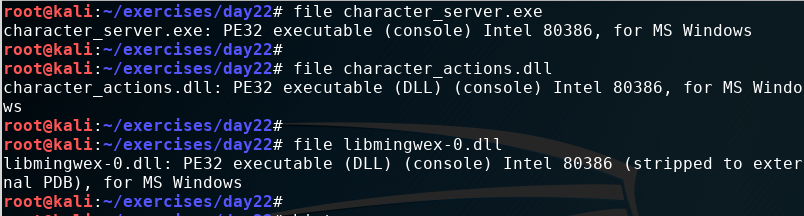 root@kali:~/exercises/day22# file character_server.exe
character_server.exe: PE32 executable (console) Intel 80386, for MS Windows
root@kali:~/exercises/day22#
root@kali:~/exercises/day22# file character_actions.dll
character_actions.dll: PE32 executable (DLL) (console) Intel 80386, for MS Windo
ws
root@kali:~/exercises/day22#
root@kali:~/exercises/day22# file libmingwex-0.dll
libmingwex-0.dll: PE32 executable (DLL) (console) Intel 80386 (stripped to exter
nal PDB), for MS Windows
root@kali:~/exercises/day22#